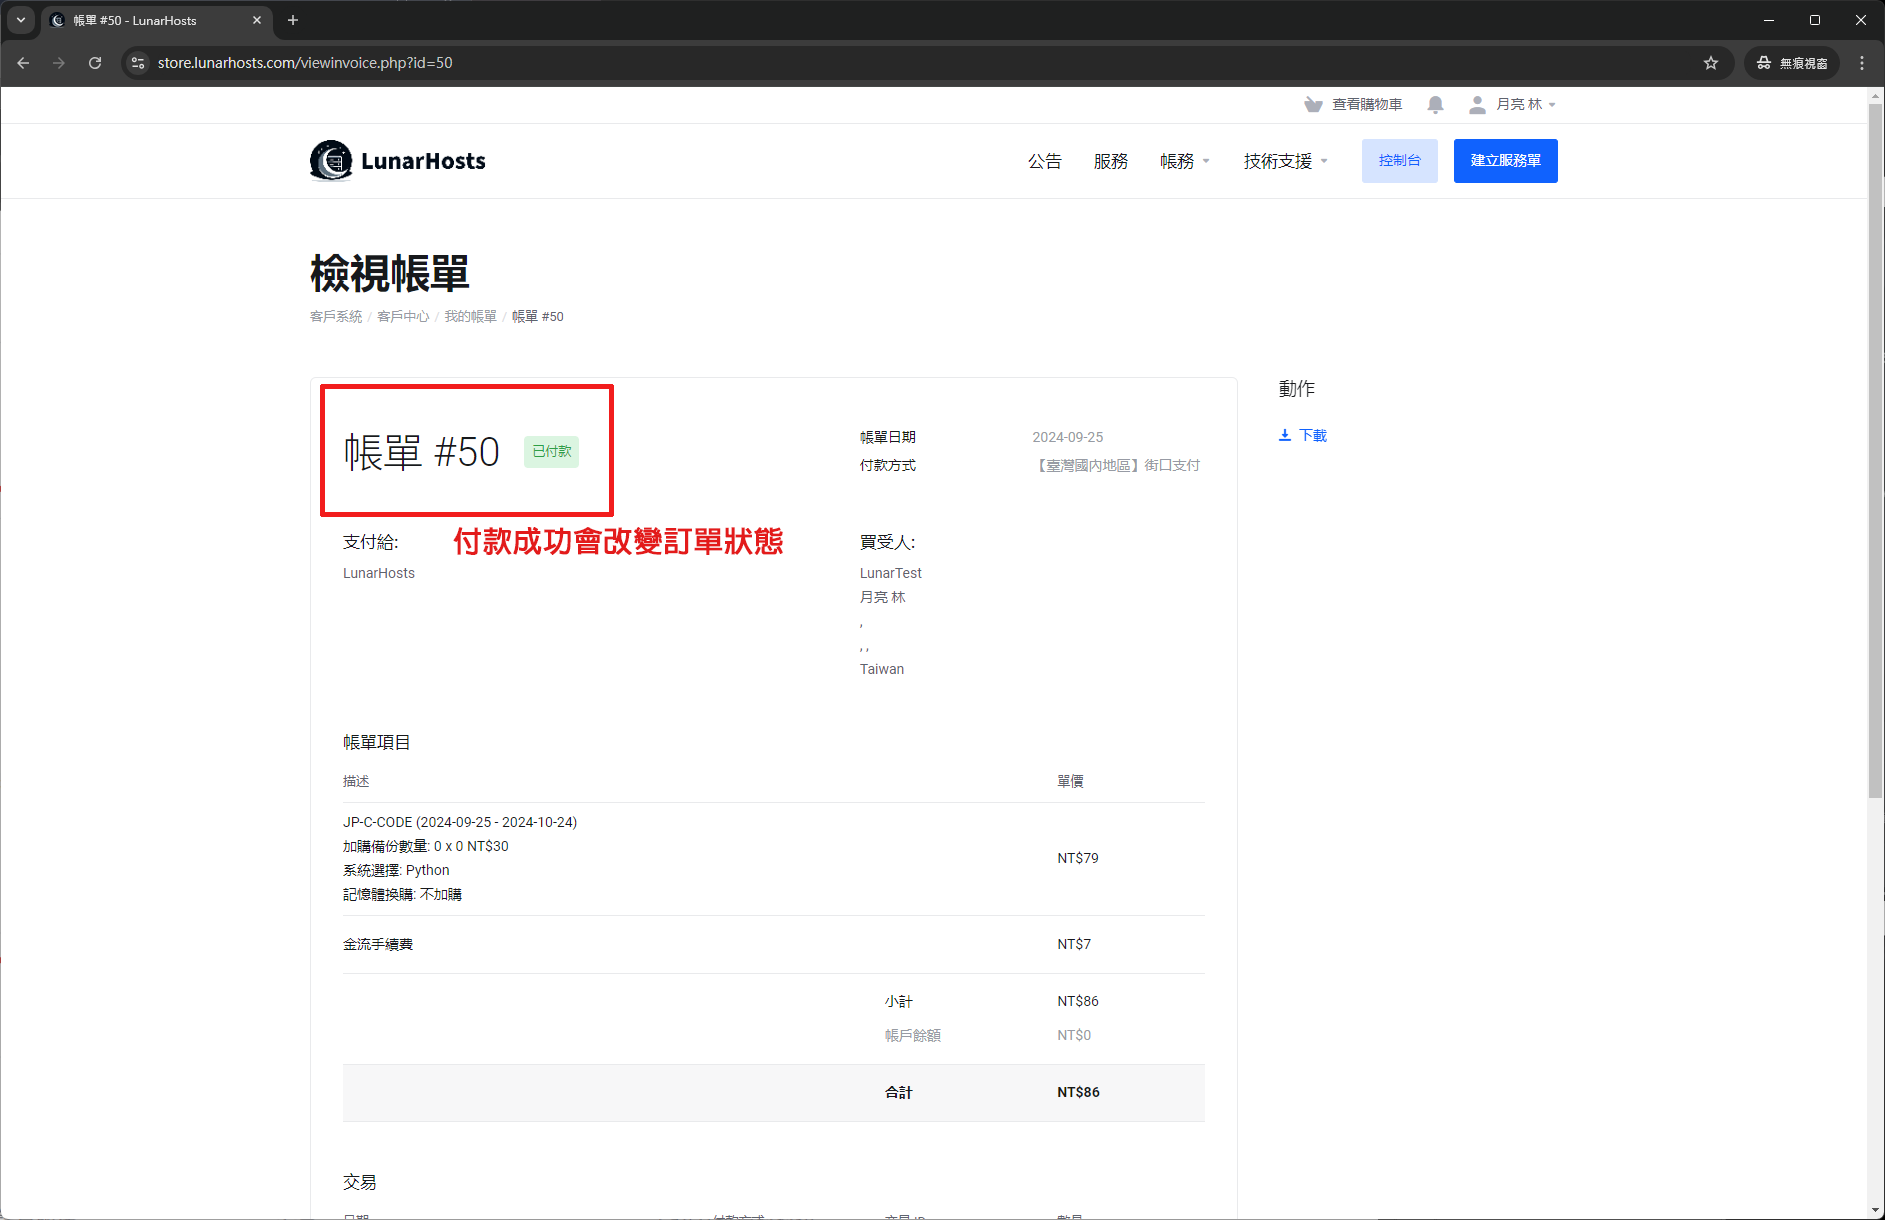 帳單 #50 - LunarHosts
store.lunarhosts.com/viewinvoice.php?id=50
無痕視窗
查看購物車
月亮 林
LunarHosts
公告
服務
帳務
技術支援
控制台
建立服務單
檢視帳單
客戶系統 / 客戶中心 / 我的帳單 / 帳單 #50
帳單 #50
已付款
帳單日期 2024-09-25
付款方式 【臺灣國內地區】街口支付
動作
下載
付款成功會改變訂單狀態
支付給:
LunarHosts
買受人:
LunarTest
月亮 林
,
, ,
Taiwan
帳單項目
描述 單價
JP-C-CODE (2024-09-25 - 2024-10-24)
加購備份數量: 0 x 0 NT$30
系統選擇: Python
記憶體換購: 不加購
NT$79
金流手續費 NT$7
小計 NT$86
帳戶餘額 NT$0
合計 NT$86
交易